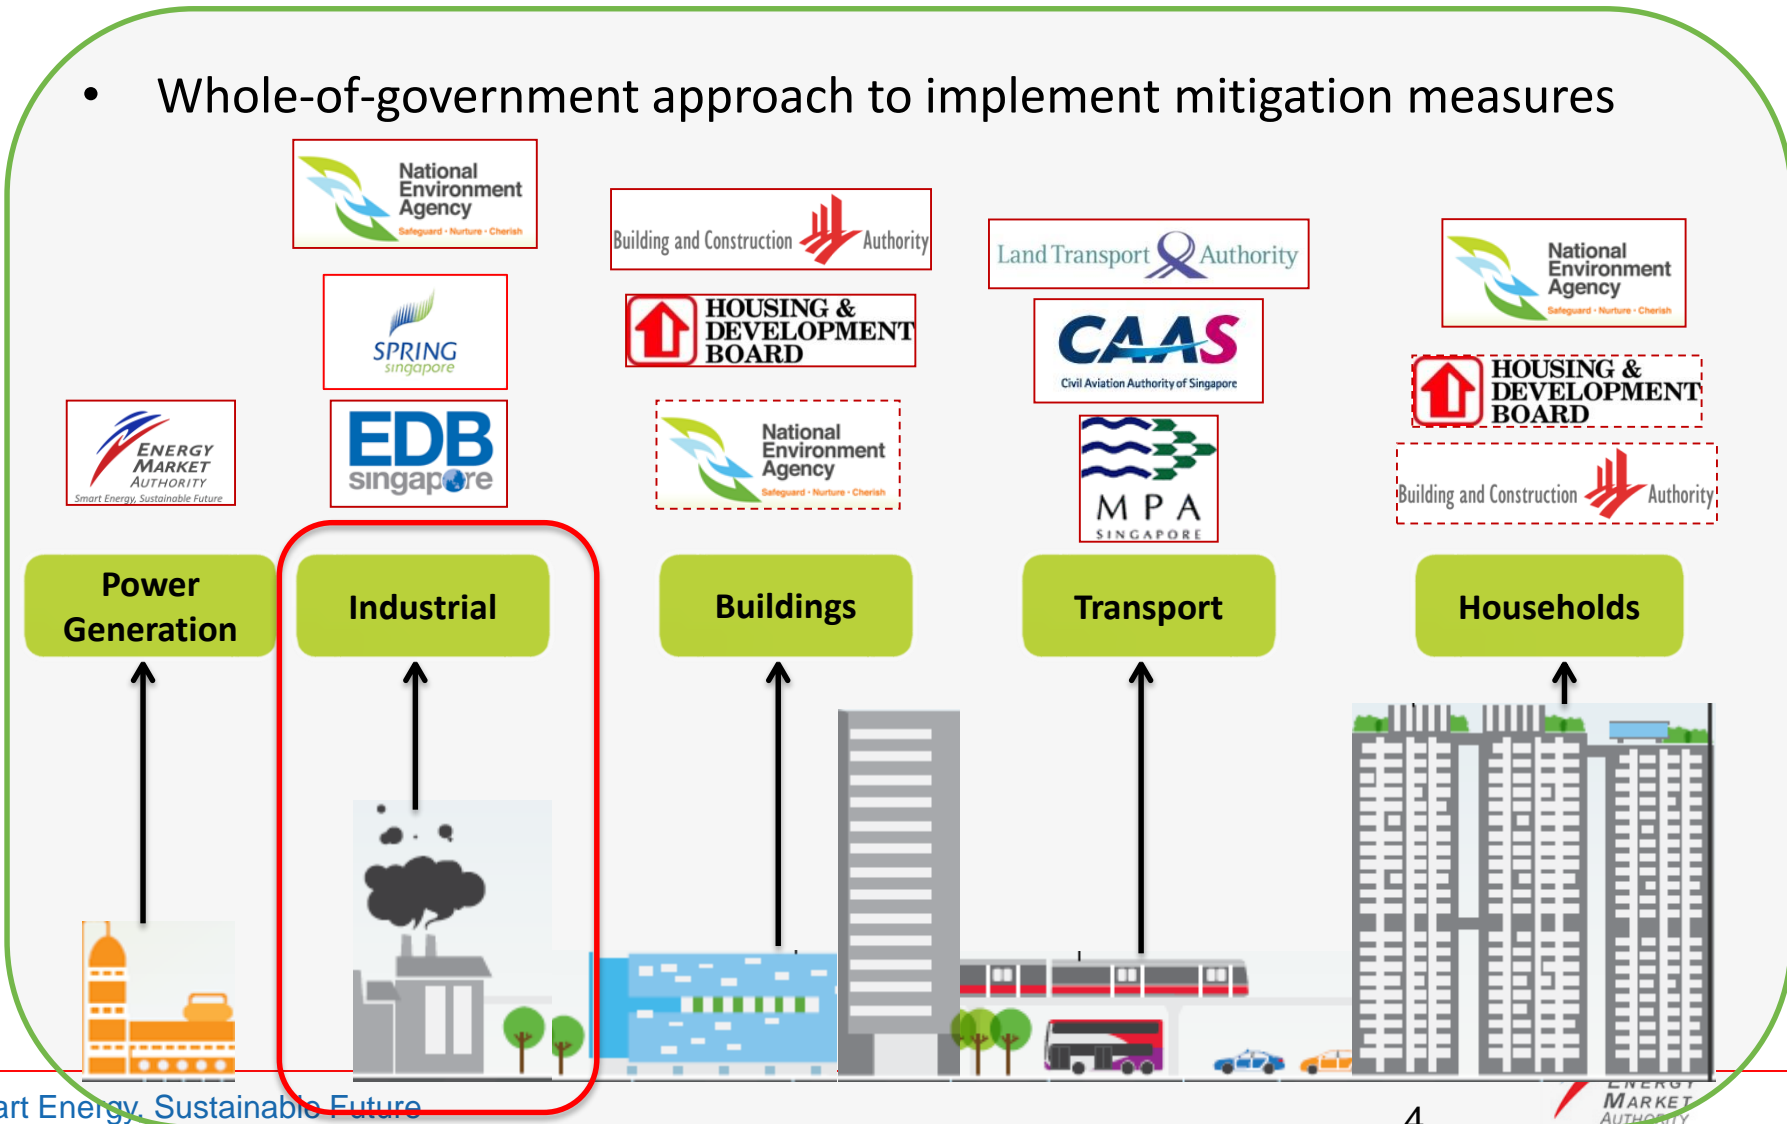 • Whole-of-government approach to implement mitigation measures
National
Environment
Agency
Safeguard · Nurture · Cherish
SPRING
singapore
EDB
singapore
ENERGY
MARKET
AUTHORITY
Smart Energy, Sustainable Future
Building and Construction Authority
HOUSING &
DEVELOPMENT
BOARD
National
Environment
Agency
Safeguard · Nurture · Cherish
Land Transport Authority
CAAS
Civil Aviation Authority of Singapore
MPA
SINGAPORE
National
Environment
Agency
Safeguard · Nurture · Cherish
HOUSING &
DEVELOPMENT
BOARD
Building and Construction Authority
Power
Generation
Industrial
Buildings
Transport
Households
art Energy, Sustainable Future
4
ENERGY
MARKET
AUTHORITY